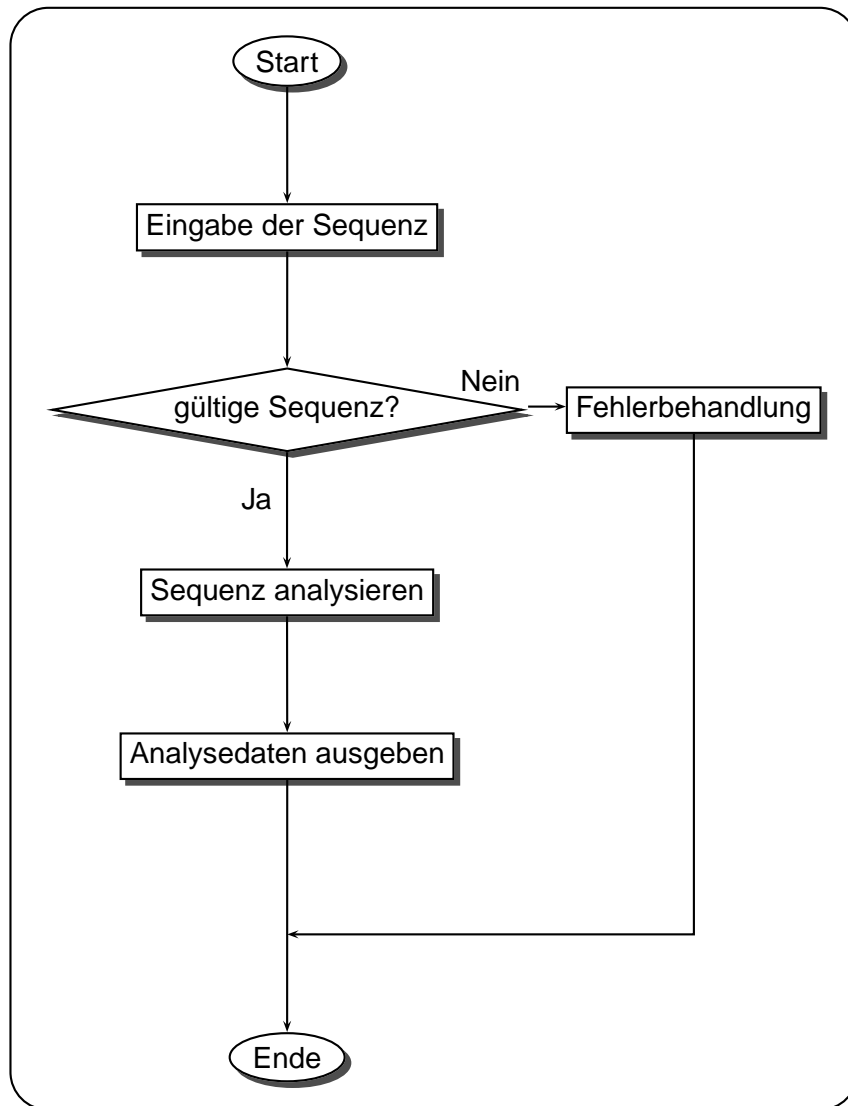 Start
Eingabe der Sequenz
gültige Sequenz?
Nein
Fehlerbehandlung
Ja
Sequenz analysieren
Analysedaten ausgeben
Ende